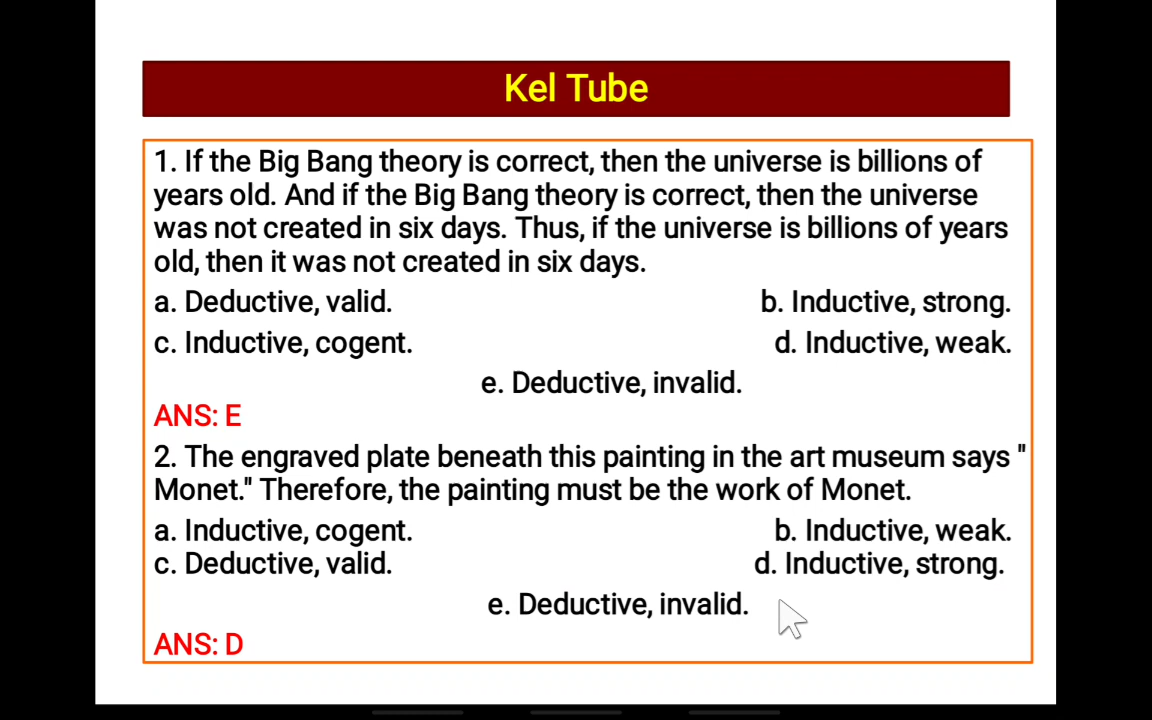 Kel Tube
1. If the Big Bang theory is correct, then the universe is billions of
years old. And if the Big Bang theory is correct, then the universe
was not created in six days. Thus, if the universe is billions of years
old, then it was not created in six days.
a. Deductive, valid. b. Inductive, strong.
c. Inductive, cogent. d. Inductive, weak.
e. Deductive, invalid.
ANS: E
2. The engraved plate beneath this painting in the art museum says "
Monet." Therefore, the painting must be the work of Monet.
a. Inductive, cogent. b. Inductive, weak.
c. Deductive, valid. d. Inductive, strong.
e. Deductive, invalid.
ANS: D